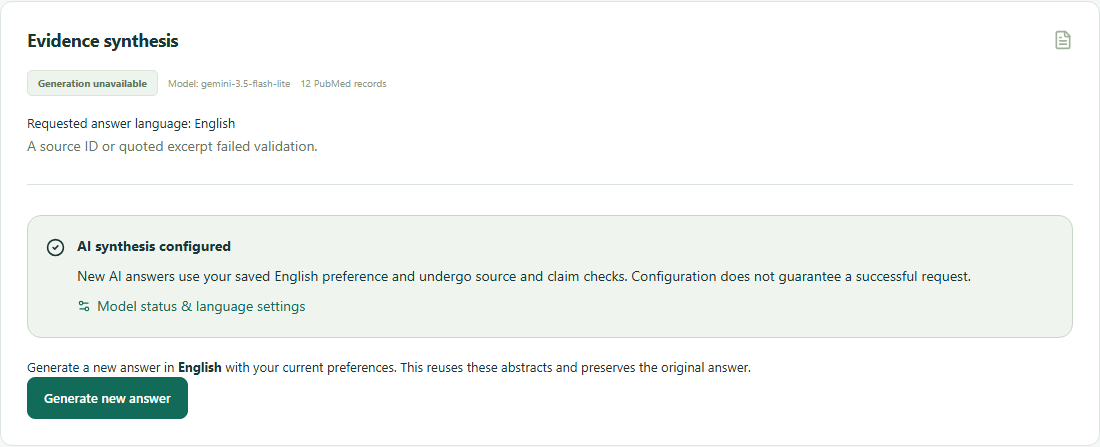 Evidence synthesis
Generation unavailable Model: gemini-3.5-flash-lite 12 PubMed records
Requested answer language: English
A source ID or quoted excerpt failed validation.
AI synthesis configured
New AI answers use your saved English preference and undergo source and claim checks. Configuration does not guarantee a successful request.
Model status & language settings
Generate a new answer in English with your current preferences. This reuses these abstracts and preserves the original answer.
Generate new answer